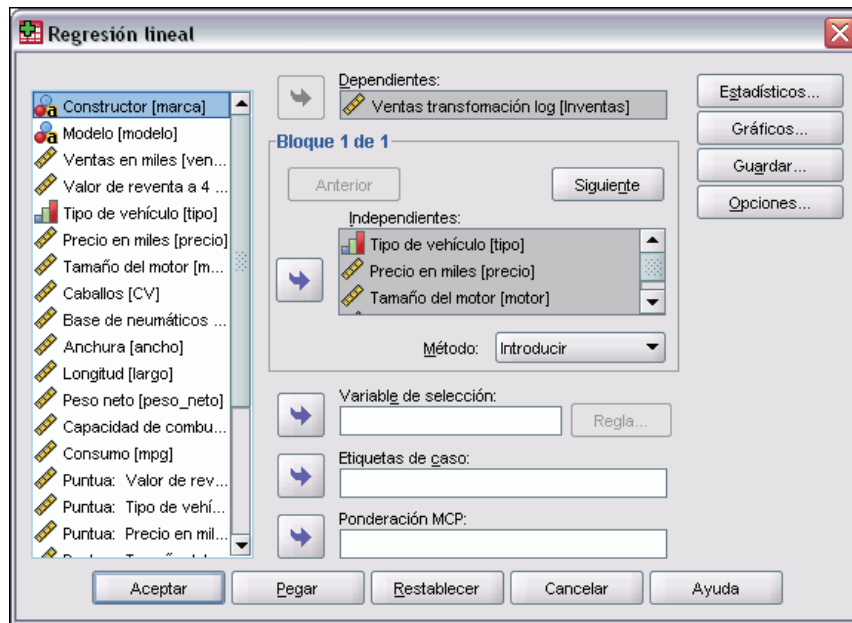 Regresión lineal
Constructor [marca]
Modelo [modelo]
Ventas en miles [ven...
Valor de reventa a 4 ...
Tipo de vehículo [tipo]
Precio en miles [precio]
Tamaño del motor [m...
Caballos [CV]
Base de neumáticos ...
Anchura [ancho]
Longitud [largo]
Peso neto [peso_neto]
Capacidad de combu...
Consumo [mpg]
Puntua: Valor de rev...
Puntua: Tipo de vehí...
Puntua: Precio en mil...
Dependientes:
Ventas transfomación log [lnventas]
Bloque 1 de 1
Anterior
Siguiente
Independientes:
Tipo de vehículo [tipo]
Precio en miles [precio]
Tamaño del motor [motor]
Método: Introducir
Variable de selección:
Regla...
Etiquetas de caso:
Ponderación MCP:
Estadísticos...
Gráficos...
Guardar...
Opciones...
Aceptar
Pegar
Restablecer
Cancelar
Ayuda